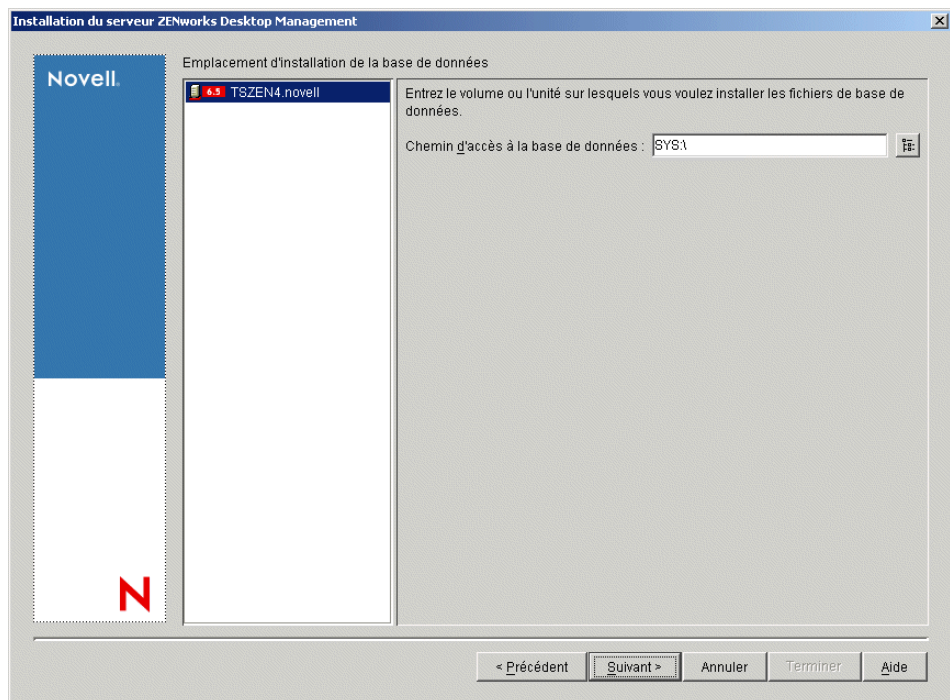 Installation du serveur ZENworks Desktop Management
Novell.
Emplacement d'installation de la base de données
6.5 TSZEN4.novell
Entrez le volume ou l'unité sur lesquels vous voulez installer les fichiers de base de
données.
Chemin d'accès à la base de données : SYS:\
N
< Précédent Suivant > Annuler Terminer Aide